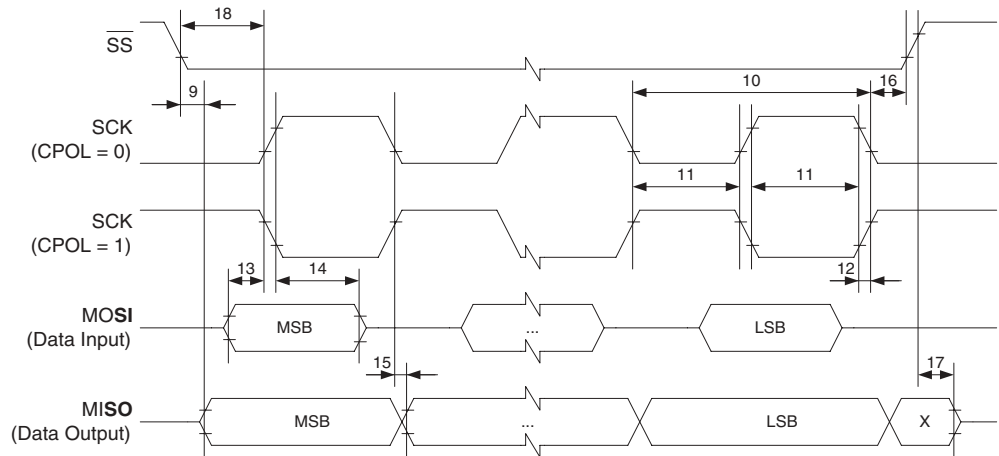 18
SS
9
10
16
SCK
(CPOL = 0)
11
11
SCK
(CPOL = 1)
13
14
12
MOSI
(Data Input)
MSB
...
LSB
15
17
MISO
(Data Output)
MSB
...
LSB
X